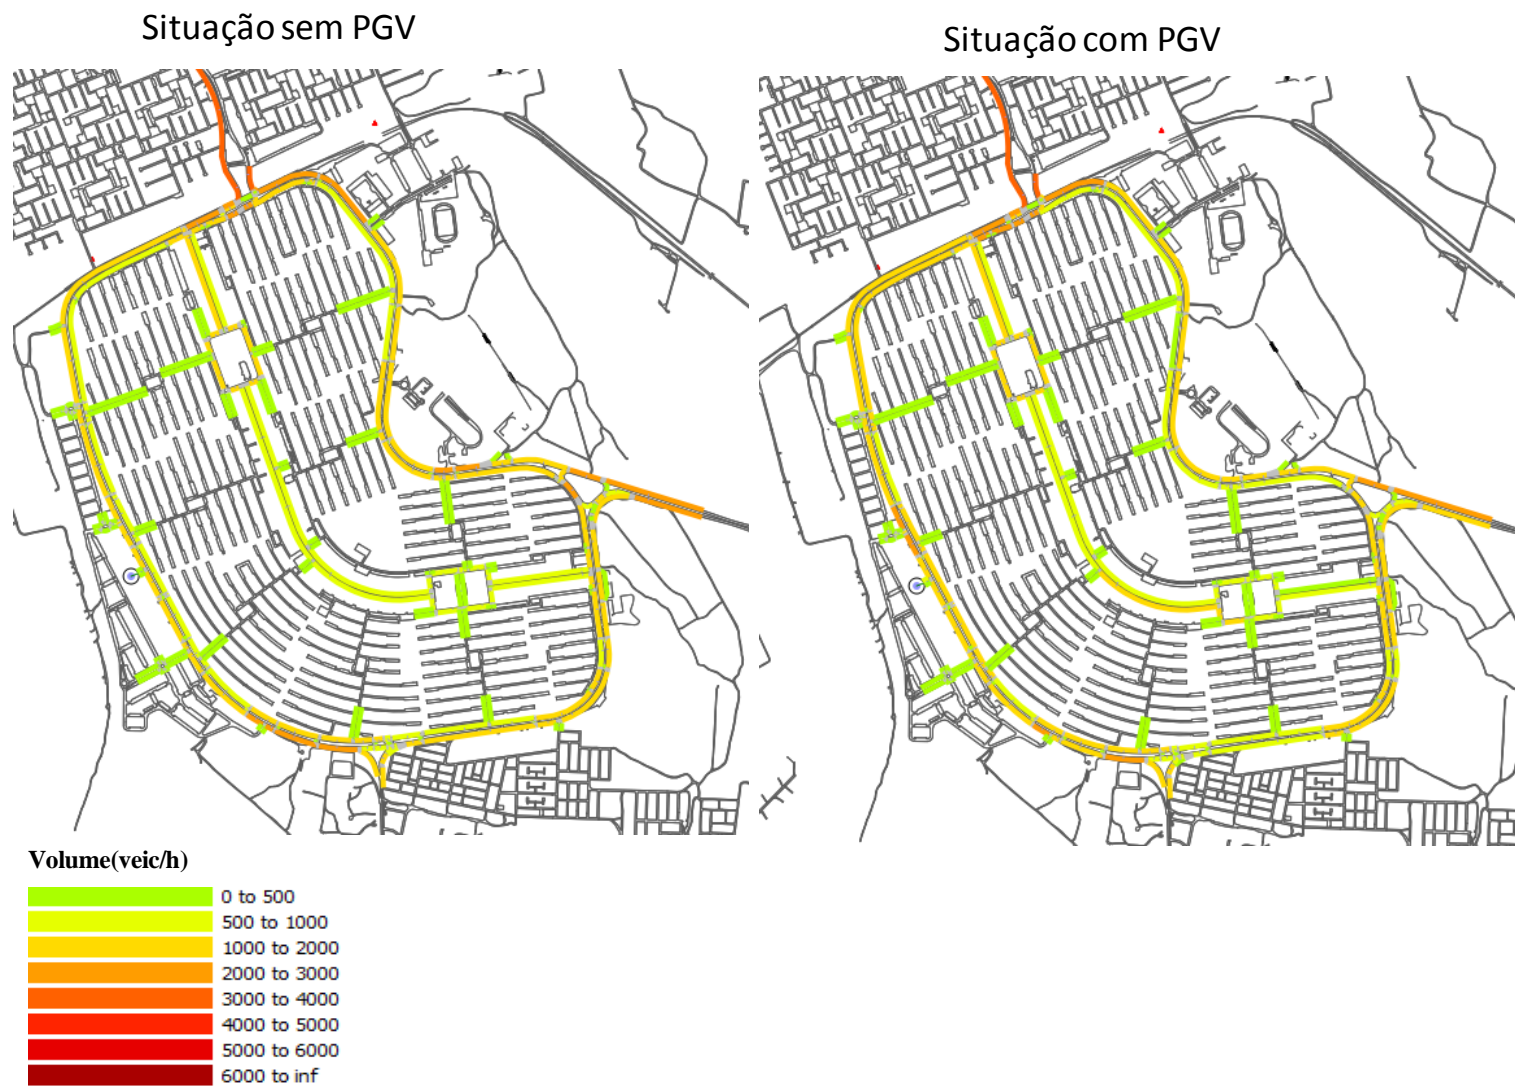 Situação sem PGV
Situação com PGV
Volume(veic/h)
0 to 500
500 to 1000
1000 to 2000
2000 to 3000
3000 to 4000
4000 to 5000
5000 to 6000
6000 to inf